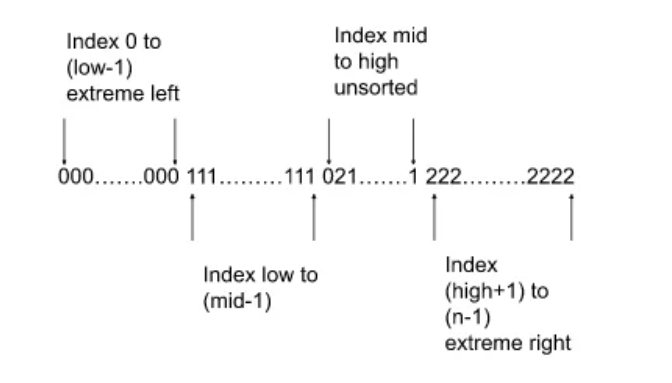 Index 0 to
(low-1)
extreme left
Index mid
to high
unsorted
000.......000 111.........111 021.......1 222.........2222
Index low to
(mid-1)
Index
(high+1) to
(n-1)
extreme right